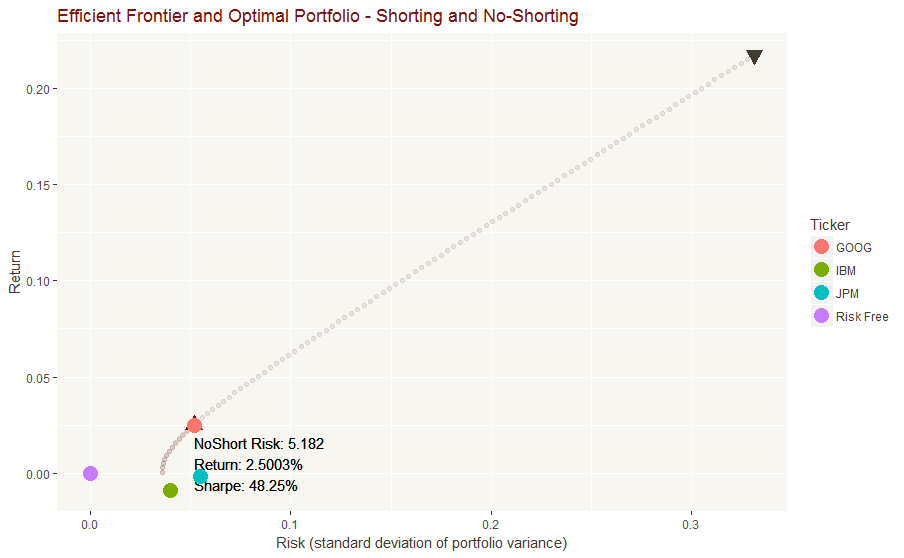 Efficient Frontier and Optimal Portfolio - Shorting and No-Shorting
0.20
0.15
0.10
0.05
0.00
Return
NoShort Risk: 5.182
Return: 2.5003%
Sharpe: 48.25%
0.0
0.1
0.2
0.3
Risk (standard deviation of portfolio variance)
Ticker
GOOG
IBM
JPM
Risk Free